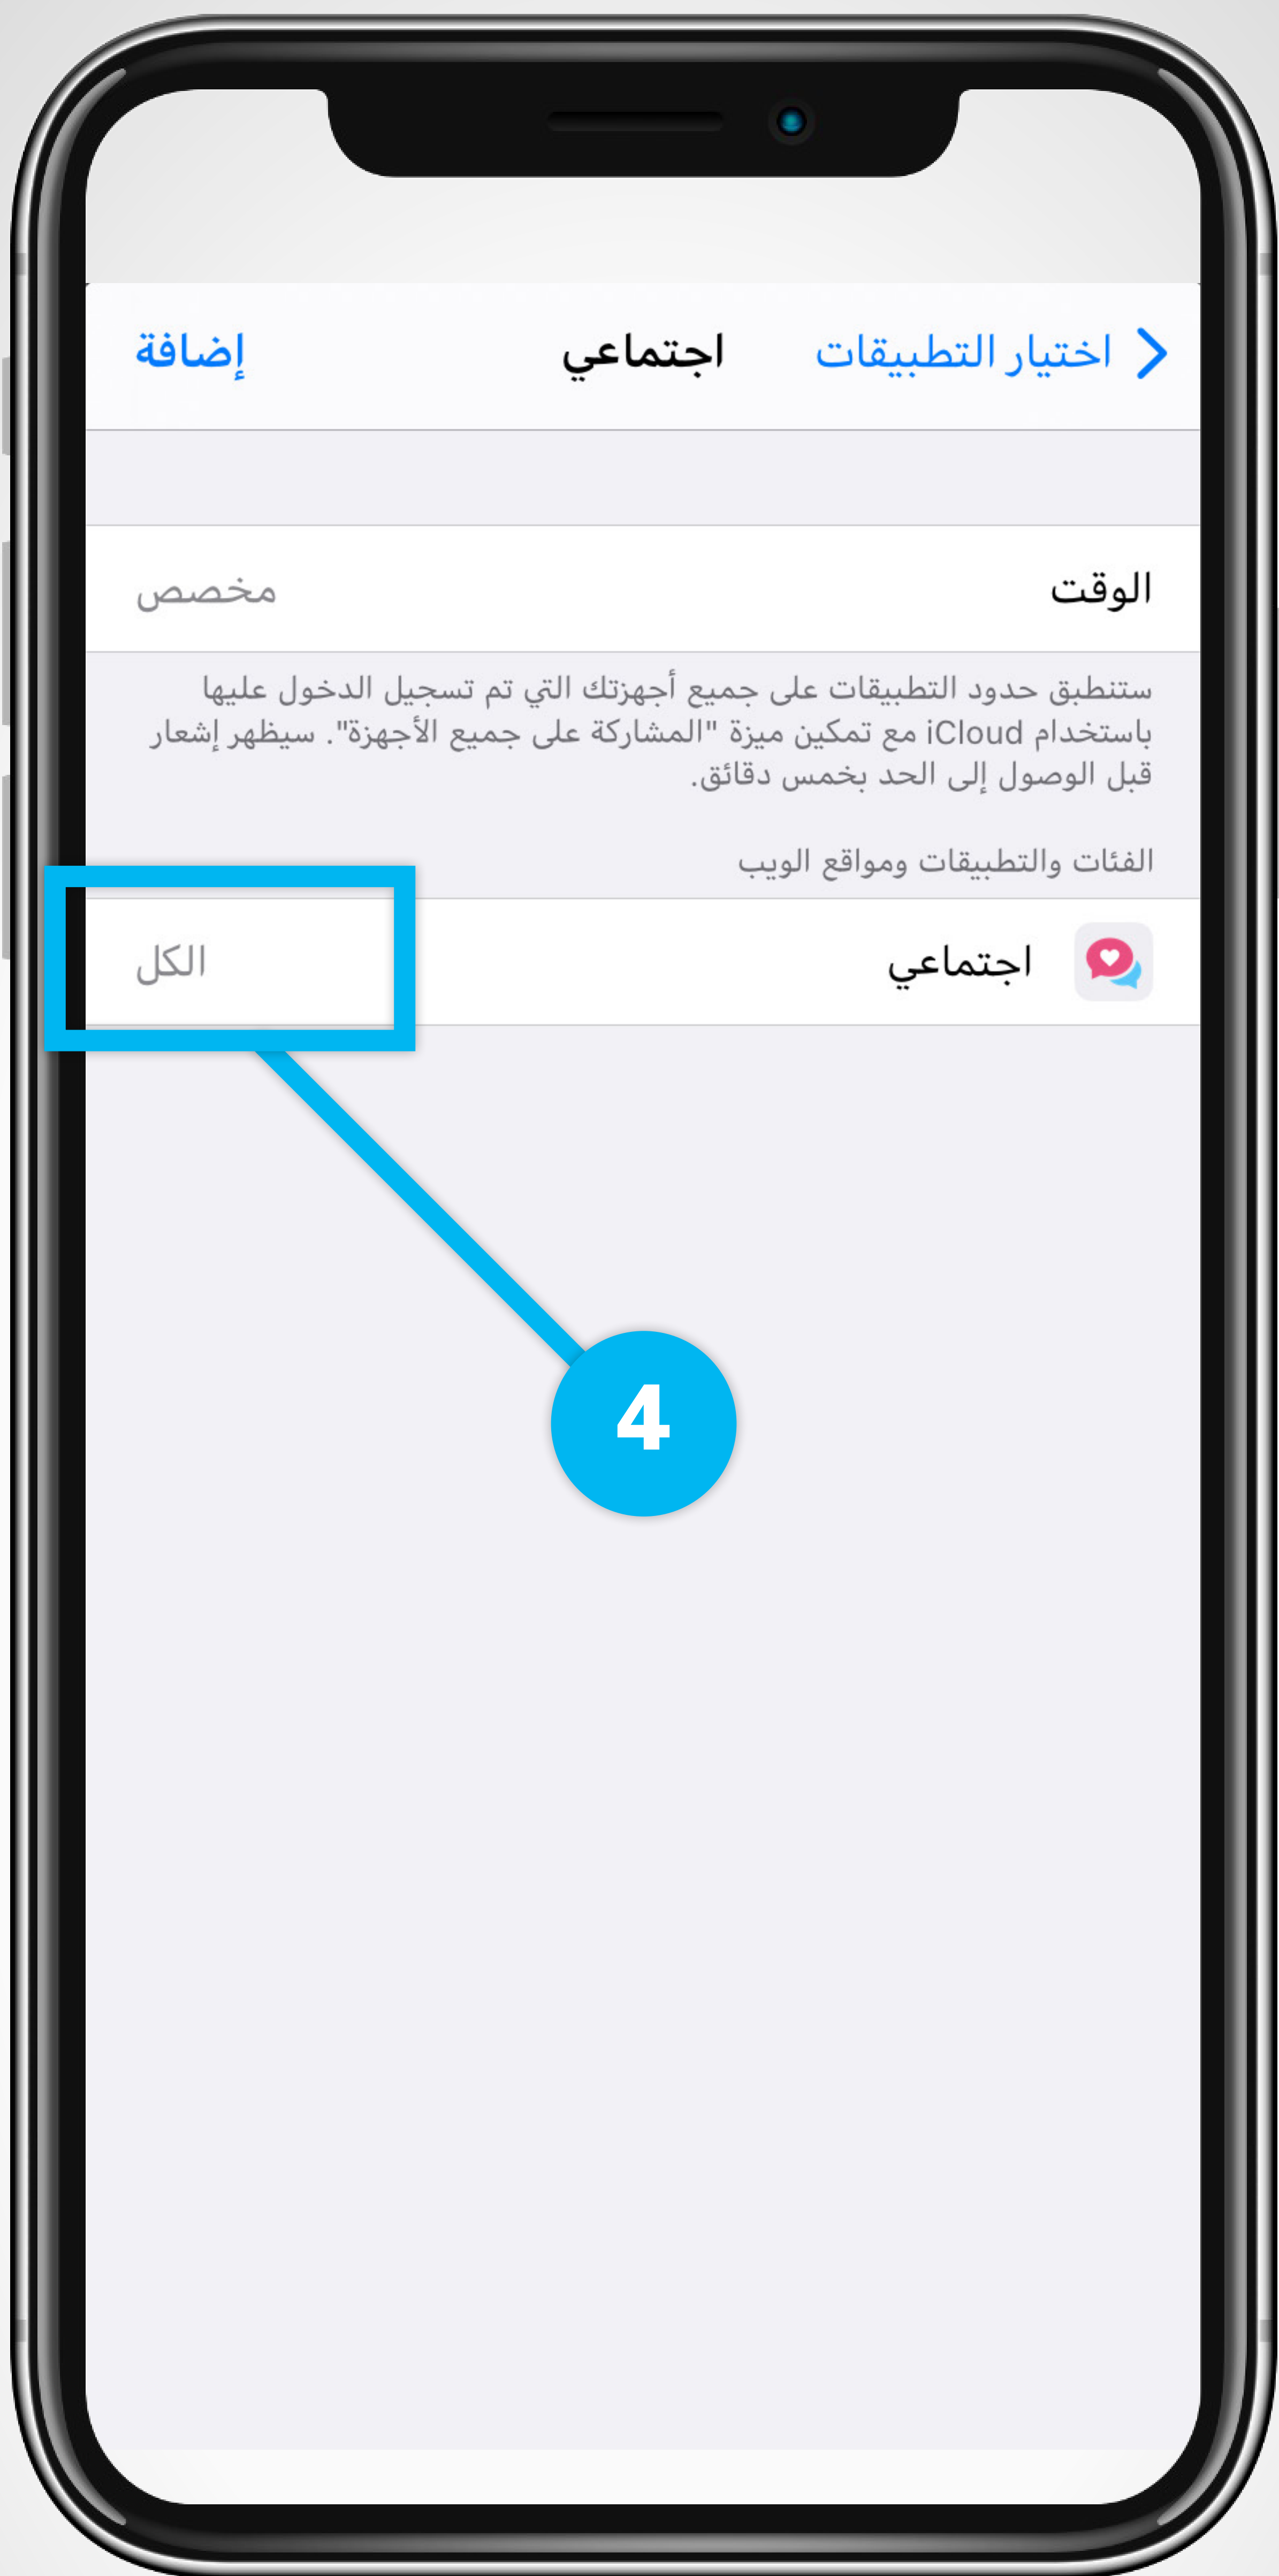 اختيار التطبيقات
اجتماعي
إضافة
الوقت
مخصص
ستنطبق حدود التطبيقات على جميع أجهزتك التي تم تسجيل الدخول عليها
باستخدام iCloud مع تمكين ميزة "المشاركة على جميع الأجهزة". سيظهر إشعار
قبل الوصول إلى الحد بخمس دقائق.
الفئات والتطبيقات ومواقع الويب
اجتماعي
الكل
4